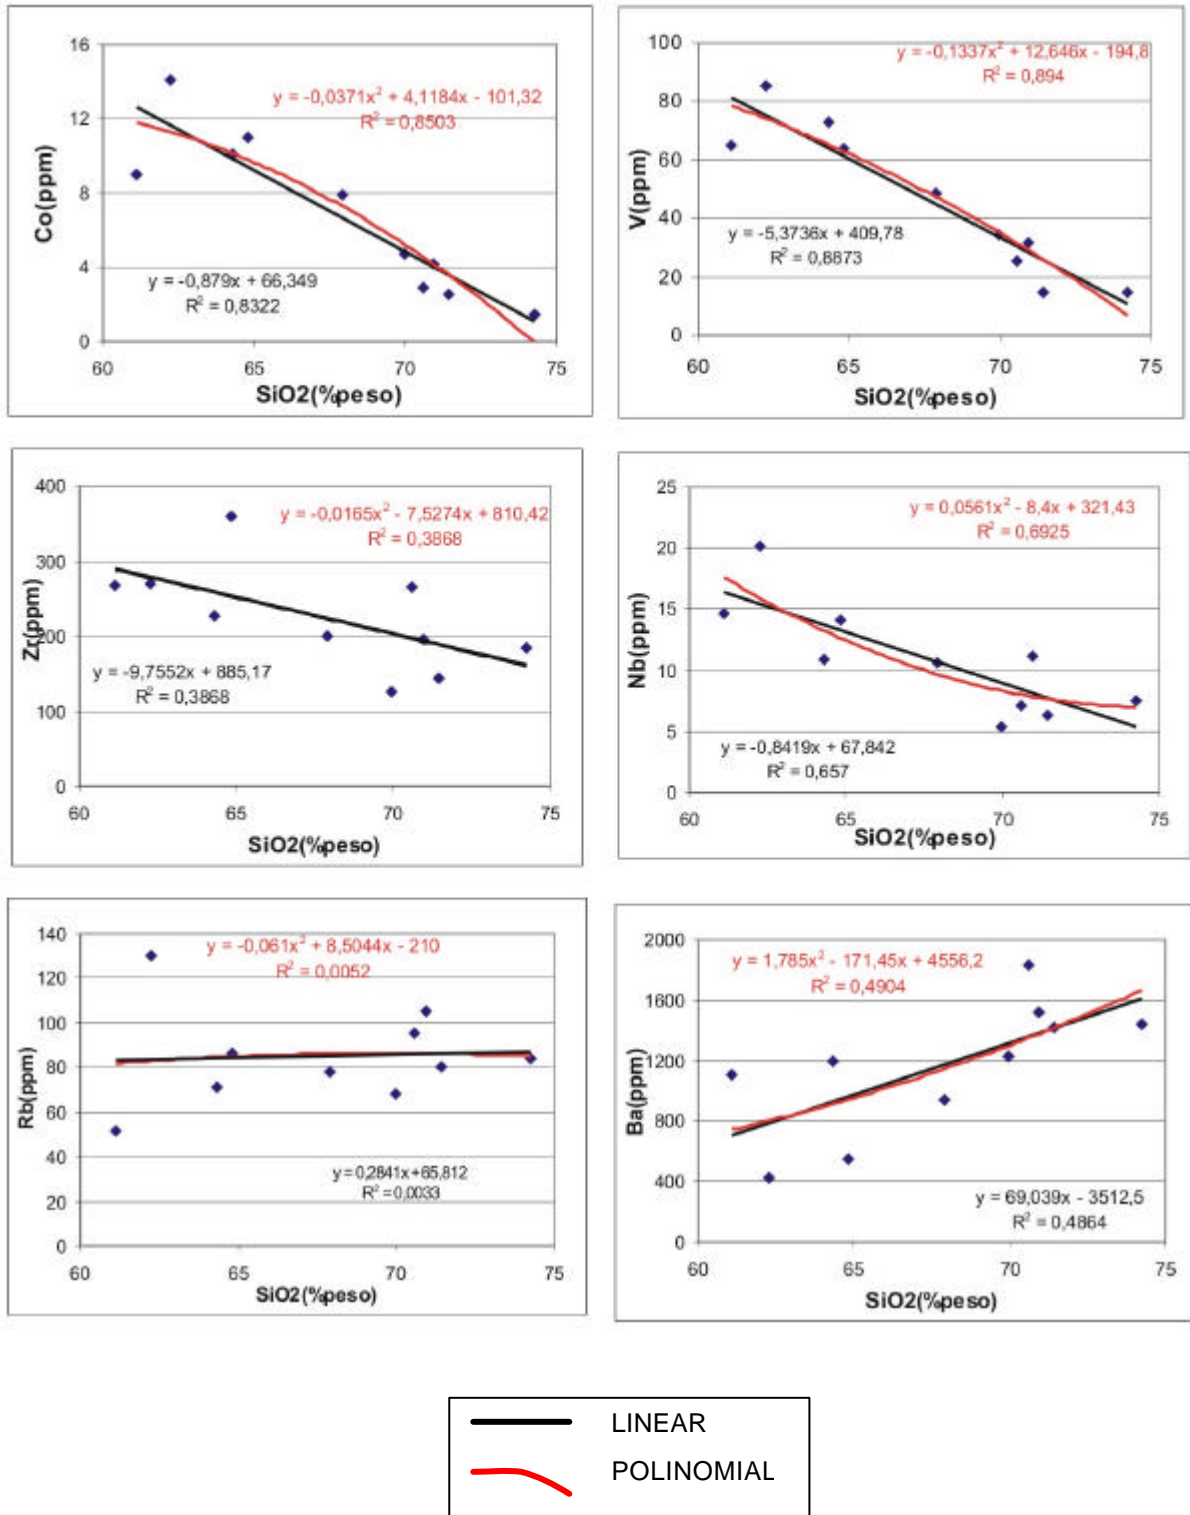 16
12
8
4
0
Co(ppm)
y = -0,0371x² + 4,1184x - 101,32
R² = 0,8503
y = -0,879x + 66,349
R² = 0,8322
60 65 70 75
SiO2(%peso)
100
80
60
40
20
0
V(ppm)
y = -0,1337x² + 12,646x - 194,8
R² = 0,894
y = -5,3736x + 409,78
R² = 0,8873
60 65 70 75
SiO2(%peso)
400
300
200
100
0
Zr(ppm)
y = -0,0165x² - 7,5274x + 810,42
R² = 0,3868
y = -9,7552x + 885,17
R² = 0,3868
60 65 70 75
SiO2(%peso)
25
20
15
10
5
0
Nb(ppm)
y = 0,0561x² - 8,4x + 321,43
R² = 0,6925
y = -0,8419x + 67,842
R² = 0,657
60 65 70 75
SiO2(%peso)
140
120
100
80
60
40
20
0
Rb(ppm)
y = -0,061x² + 8,5044x - 210
R² = 0,0052
y = 0,2841x + 65,812
R² = 0,0033
60 65 70 75
SiO2(%peso)
2000
1600
1200
800
400
0
Ba(ppm)
y = 1,785x² - 171,45x + 4556,2
R² = 0,4904
y = 69,039x - 3512,5
R² = 0,4864
60 65 70 75
SiO2(%peso)
LINEAR
POLINOMIAL